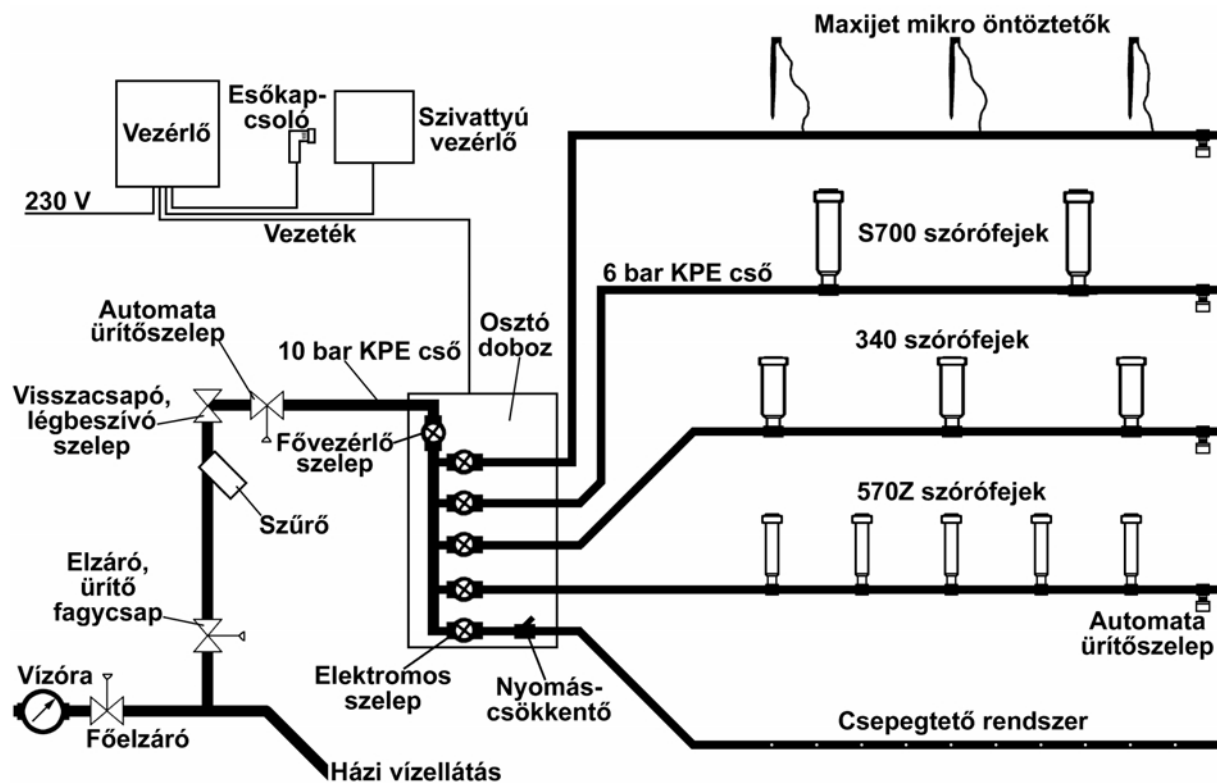 Maxijet mikro öntöztetők
Vezérlő
Esőkap-
csoló
Szivattyú
vezérlő
230 V
Vezeték
S700 szórófejek
6 bar KPE cső
Automata
ürítőszelep
10 bar KPE cső
Osztó
doboz
340 szórófejek
Visszacsapó,
légbeszívó
szelep
Fővezérlő
szelep
Szűrő
570Z szórófejek
Elzáró,
ürítő
fagycsap
Automata
ürítőszelep
Vízóra
Főelzáró
Elektromos
szelep
Nyomás-
csökkentő
Csepegtető rendszer
Házi vízellátás